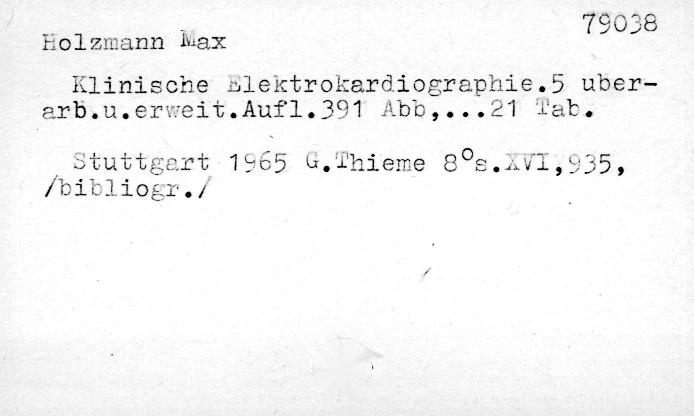 79038
Holzmann Max
Klinische Elektrokardiographie.5 uber-
arb.u.erweit.Aufl.391 Abb,...21 Tab.
Stuttgart 1965 G.Thieme 8°s.XVI,935,
/bibliogr./